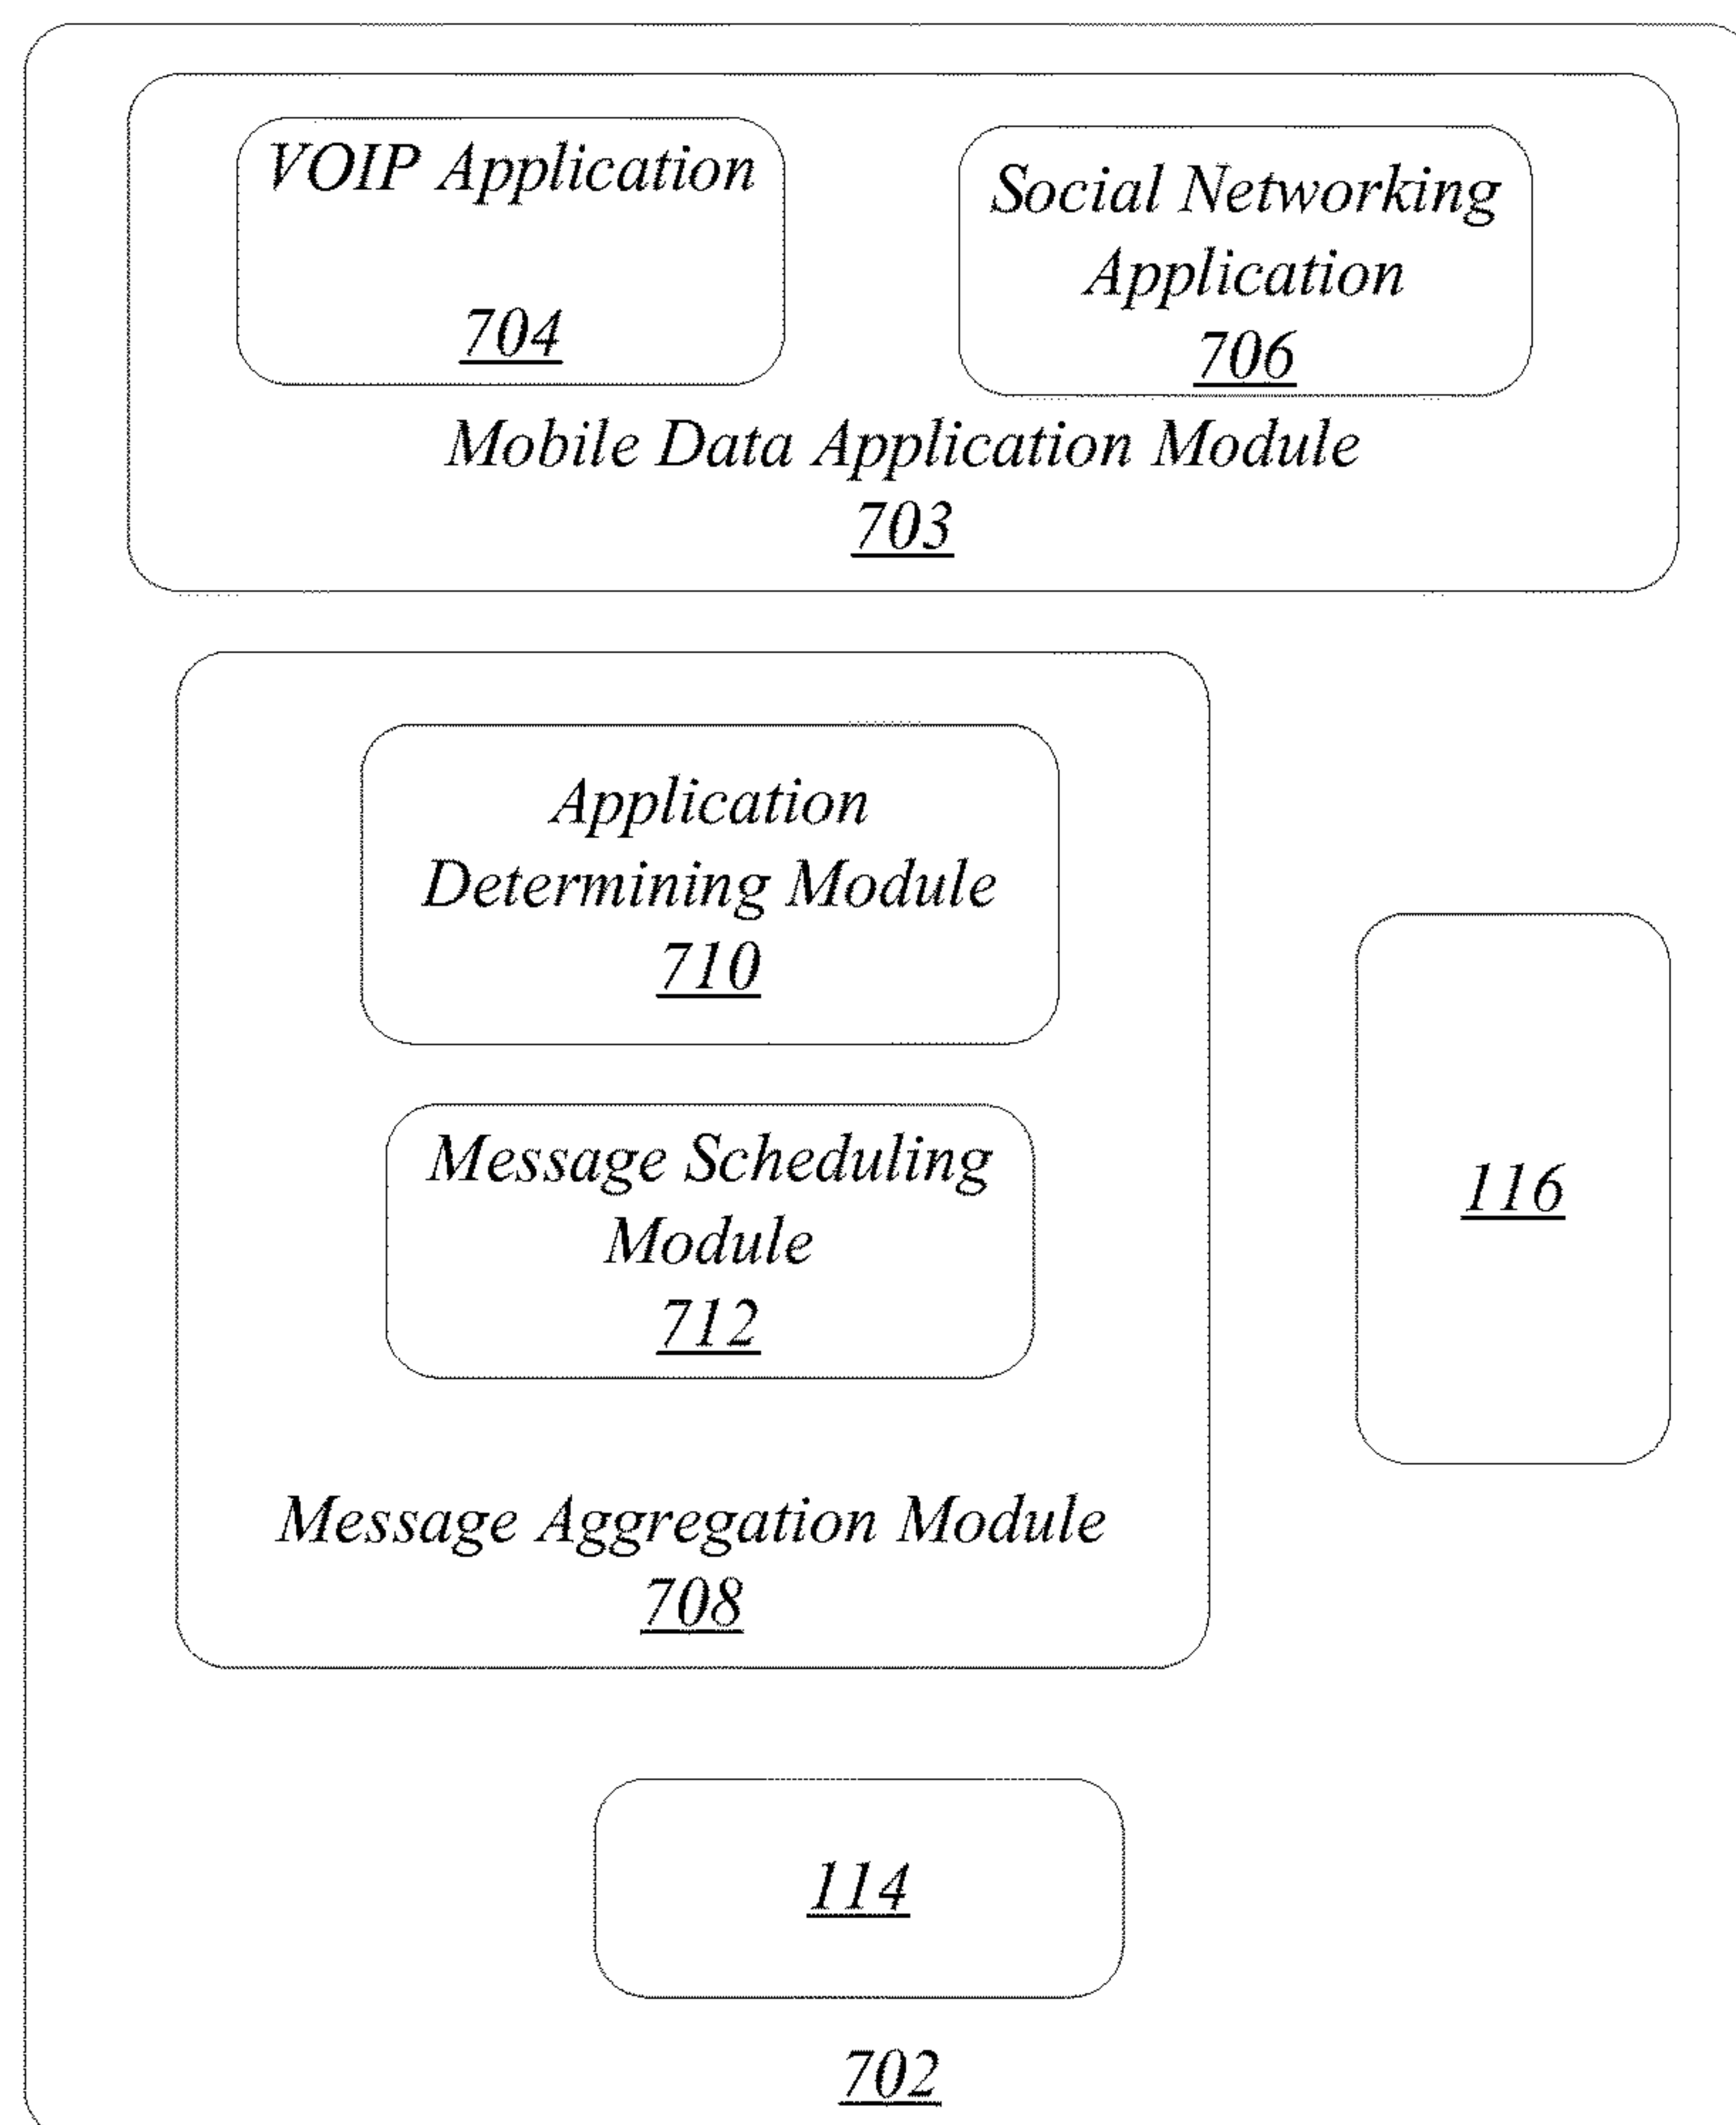 VOIP Application
704
Social Networking
Application
706
Mobile Data Application Module
703
Application
Determining Module
710
Message Scheduling
Module
712
Message Aggregation Module
708
116
114
702